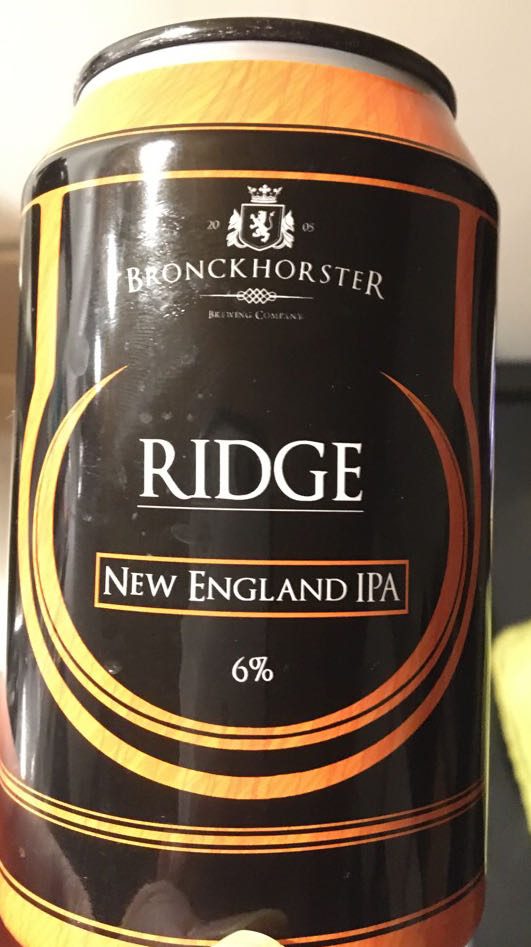 20 05
BRONCKHORSTER
BREWING COMPANY
RIDGE
NEW ENGLAND IPA
6%